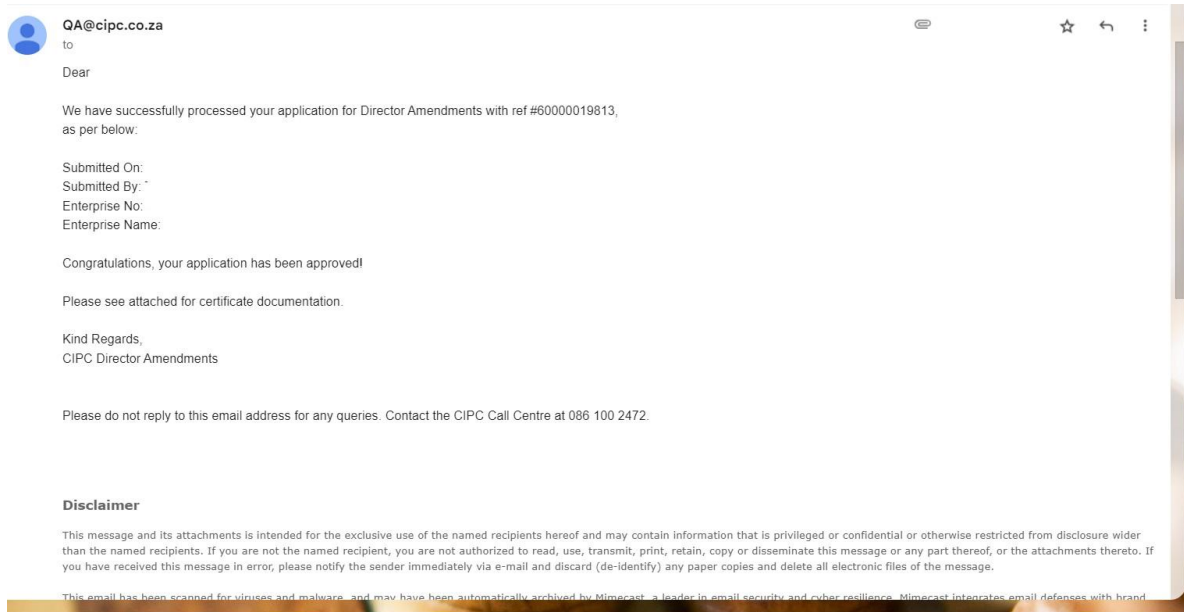 QA@cipc.co.za
to
Dear
We have successfully processed your application for Director Amendments with ref #60000019813,
as per below:
Submitted On:
Submitted By:
Enterprise No:
Enterprise Name:
Congratulations, your application has been approved!
Please see attached for certificate documentation.
Kind Regards,
CIPC Director Amendments
Please do not reply to this email address for any queries. Contact the CIPC Call Centre at 086 100 2472.
Disclaimer
This message and its attachments is intended for the exclusive use of the named recipients hereof and may contain information that is privileged or confidential or otherwise restricted from disclosure wider
than the named recipients. If you are not the named recipient, you are not authorized to read, use, transmit, print, retain, copy or disseminate this message or any part thereof, or the attachments thereto. If
you have received this message in error, please notify the sender immediately via e-mail and discard (de-identify) any paper copies and delete all electronic files of the message.
This email has been scanned for viruses and malware, and may have been automatically archived by Mimecast, a leader in email security and cyber resilience. Mimecast integrates email defenses with brand